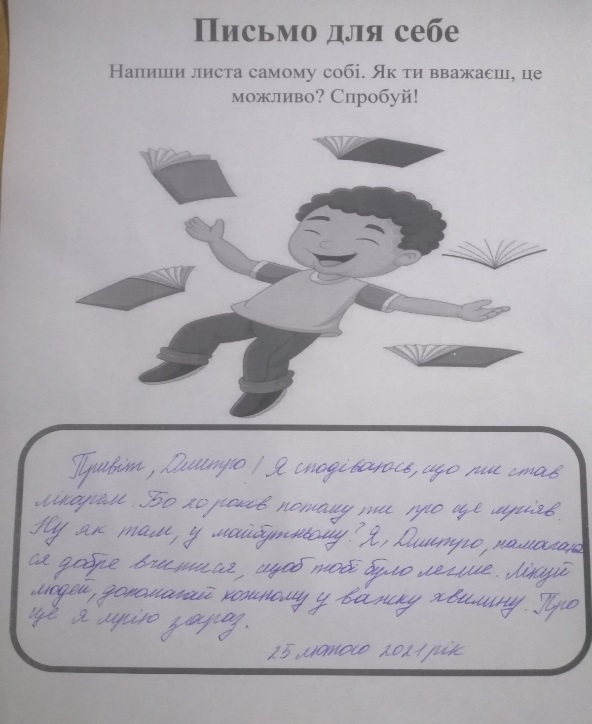 Письмо для себе
Напиши листа самому собі. Як ти вважаєш, це
можливо? Спробуй!
Привіт, Дмитро! Я сподіваюсь, що ти став
лікарем. Бо 20 років потому ти про це мріяв.
Ну як там, у майбутньому? Я, Дмитро, намагаю
ся добре вчитися, щоб тобі було легше. Лікуй
людей, допомагай кожному у важку хвилину. Про
це я мрію зараз.
25 лютого 2021 рік